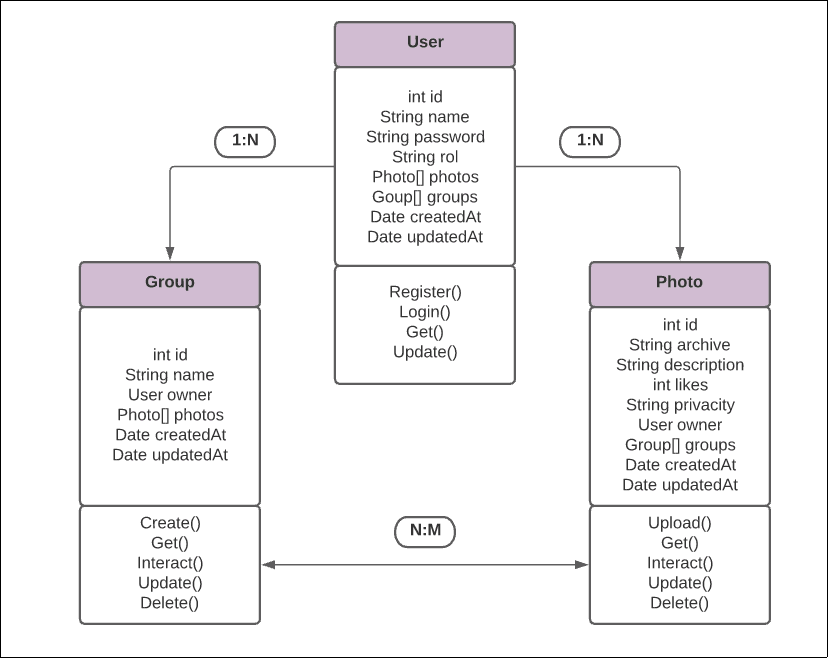 User
int id
String name
String password
String rol
Photo[] photos
Goup[] groups
Date createdAt
Date updatedAt
Register()
Login()
Get()
Update()
1:N
1:N
Group
int id
String name
User owner
Photo[] photos
Date createdAt
Date updatedAt
Create()
Get()
Interact()
Update()
Delete()
N:M
Photo
int id
String archive
String description
int likes
String privacity
User owner
Group[] groups
Date createdAt
Date updatedAt
Upload()
Get()
Interact()
Update()
Delete()